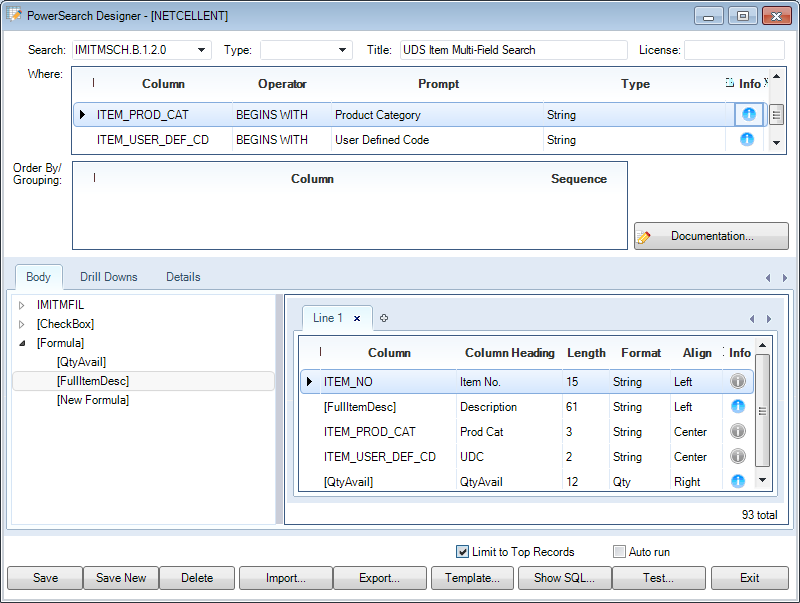 PowerSearch Designer - [NETCELLENT]
Search: IMITMSCH.B.1.2.0 Type: Title: UDS Item Multi-Field Search License:
Where:
Column Operator Prompt Type Info
ITEM_PROD_CAT BEGINS WITH Product Category String
ITEM_USER_DEF_CD BEGINS WITH User Defined Code String
Order By/
Grouping:
Column Sequence
Documentation...
Body Drill Downs Details
IMITMFIL
[CheckBox]
[Formula]
[QtyAvail]
[FullItemDesc]
[New Formula]
Line 1
Column Column Heading Length Format Align Info
ITEM_NO Item No. 15 String Left
[FullItemDesc] Description 61 String Left
ITEM_PROD_CAT Prod Cat 3 String Center
ITEM_USER_DEF_CD UDC 2 String Center
[QtyAvail] QtyAvail 12 Qty Right
93 total
Limit to Top Records Auto run
Save Save New Delete Import... Export... Template... Show SQL... Test... Exit